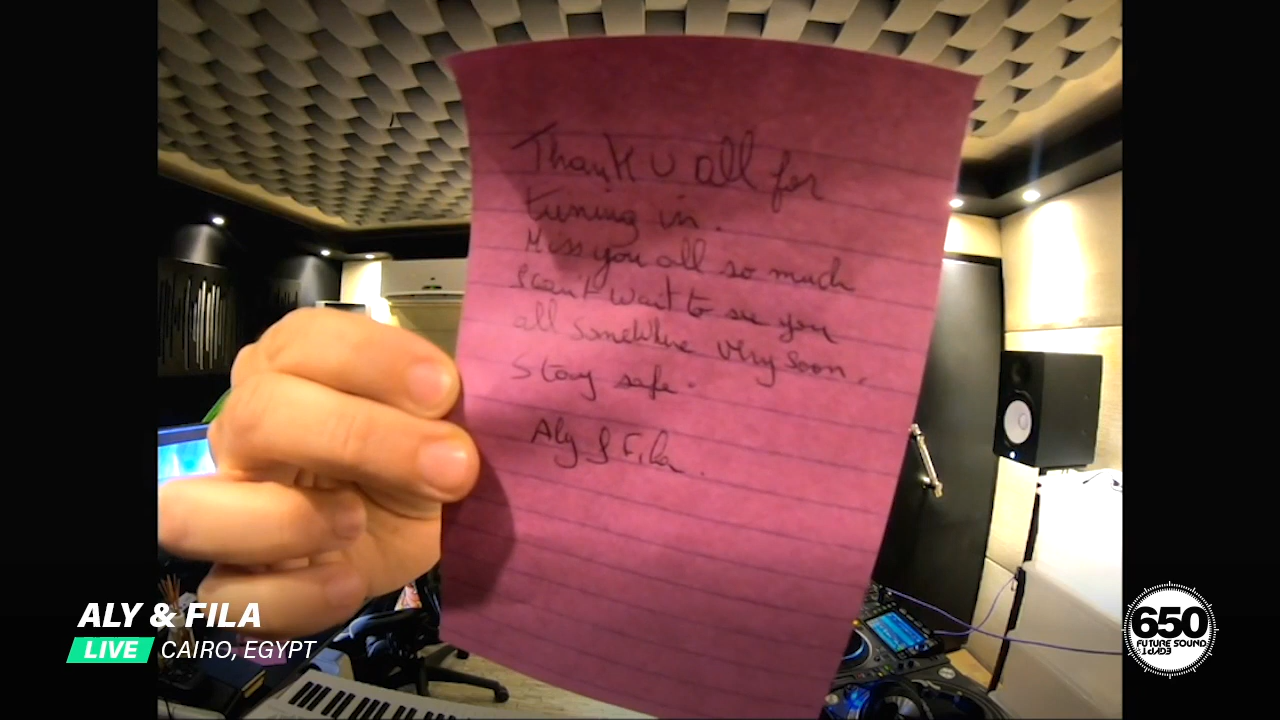 Thank U all for
tuning in.
Miss you all so much
& can't wait to see you
all somewhere very soon.
Stay safe.
Aly & Fila.
ALY & FILA
LIVE CAIRO, EGYPT
650
FUTURE SOUND